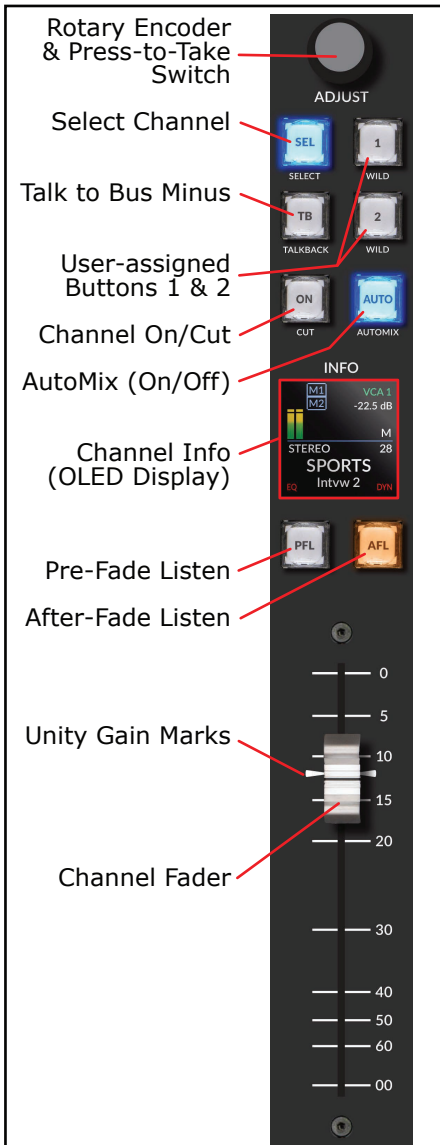 Rotary Encoder
& Press-to-Take
Switch
ADJUST
Select Channel
SEL
1
SELECT
WILD
Talk to Bus Minus
TB
2
TALKBACK
WILD
User-assigned
Buttons 1 & 2
ON
AUTO
Channel On/Cut
CUT
AUTOMIX
AutoMix (On/Off)
INFO
M1
VCA 1
M2
-22.5 dB
M
Channel Info
(OLED Display)
STEREO
28
SPORTS
Intvw 2
EQ
DYN
PFL
AFL
Pre-Fade Listen
After-Fade Listen
0
5
Unity Gain Marks
10
15
20
Channel Fader
30
40
50
60
00